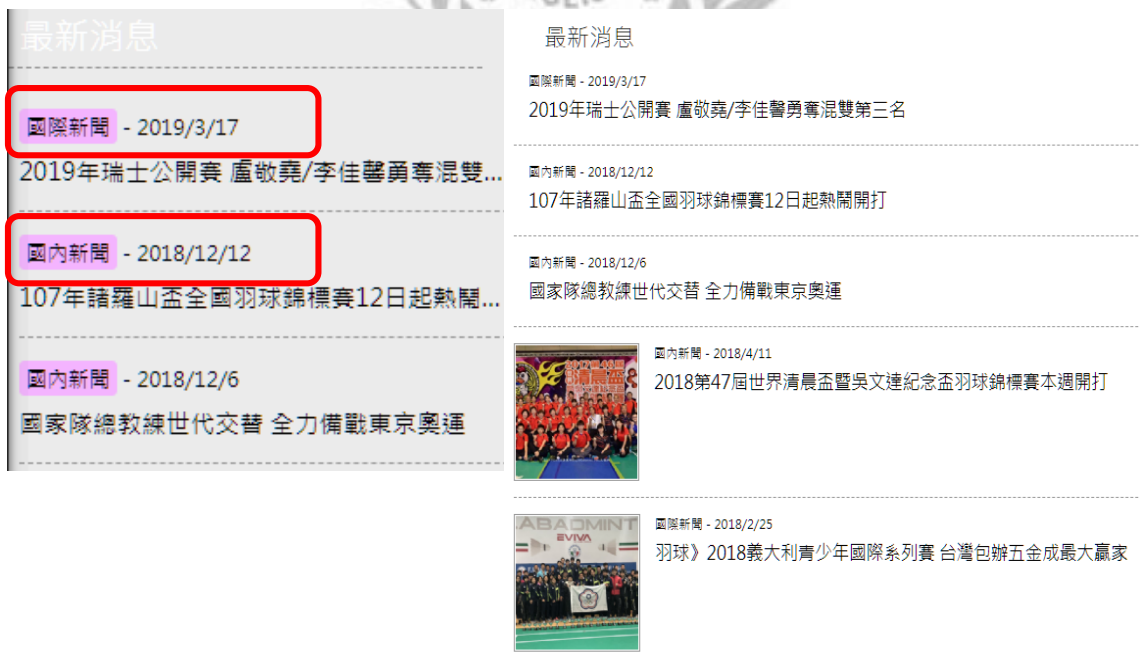 最新消息
國際新聞 - 2019/3/17
2019年瑞士公開賽 盧敬堯/李佳馨勇奪混雙...
國內新聞 - 2018/12/12
107年諸羅山盃全國羽球錦標賽12日起熱鬧...
國內新聞 - 2018/12/6
國家隊總教練世代交替 全力備戰東京奧運
最新消息
國際新聞 - 2019/3/17
2019年瑞士公開賽 盧敬堯/李佳馨勇奪混雙第三名
國內新聞 - 2018/12/12
107年諸羅山盃全國羽球錦標賽12日起熱鬧開打
國內新聞 - 2018/12/6
國家隊總教練世代交替 全力備戰東京奧運
國內新聞 - 2018/4/11
2018第47屆世界清晨盃暨吳文達紀念盃羽球錦標賽本週開打
清晨盃
國際新聞 - 2018/2/25
羽球》2018義大利青少年國際系列賽 台灣包辦五金成最大贏家
ABADMINT
EVIVA